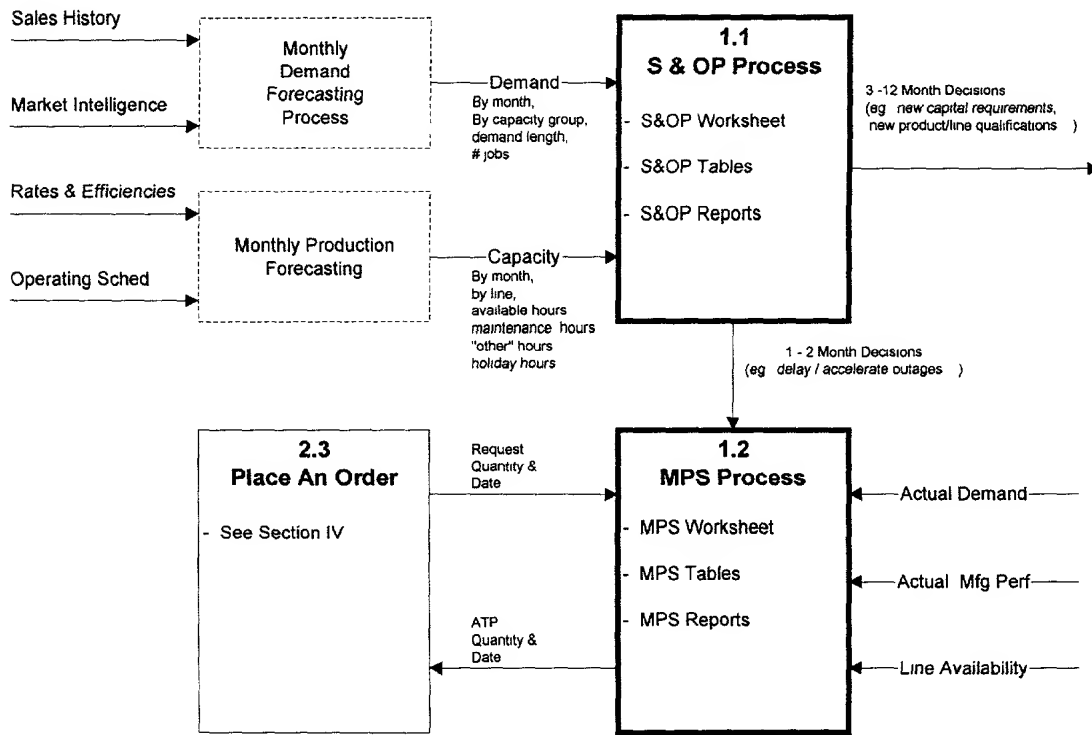 Sales History
Market Intelligence
Monthly
Demand
Forecasting
Process
Demand
By month,
By capacity group,
demand length,
# jobs
1.1
S & OP Process
- S&OP Worksheet
- S&OP Tables
- S&OP Reports
3 -12 Month Decisions
(eg new capital requirements,
new product/line qualifications )
Rates & Efficiencies
Operating Sched
Monthly Production
Forecasting
Capacity
By month,
by line,
available hours
maintenance hours
"other" hours
holiday hours
1 - 2 Month Decisions
(eg delay / accelerate outages )
2.3
Place An Order
- See Section IV
Request
Quantity &
Date
ATP
Quantity &
Date
1.2
MPS Process
- MPS Worksheet
- MPS Tables
- MPS Reports
Actual Demand
Actual Mfg Perf
Line Availability